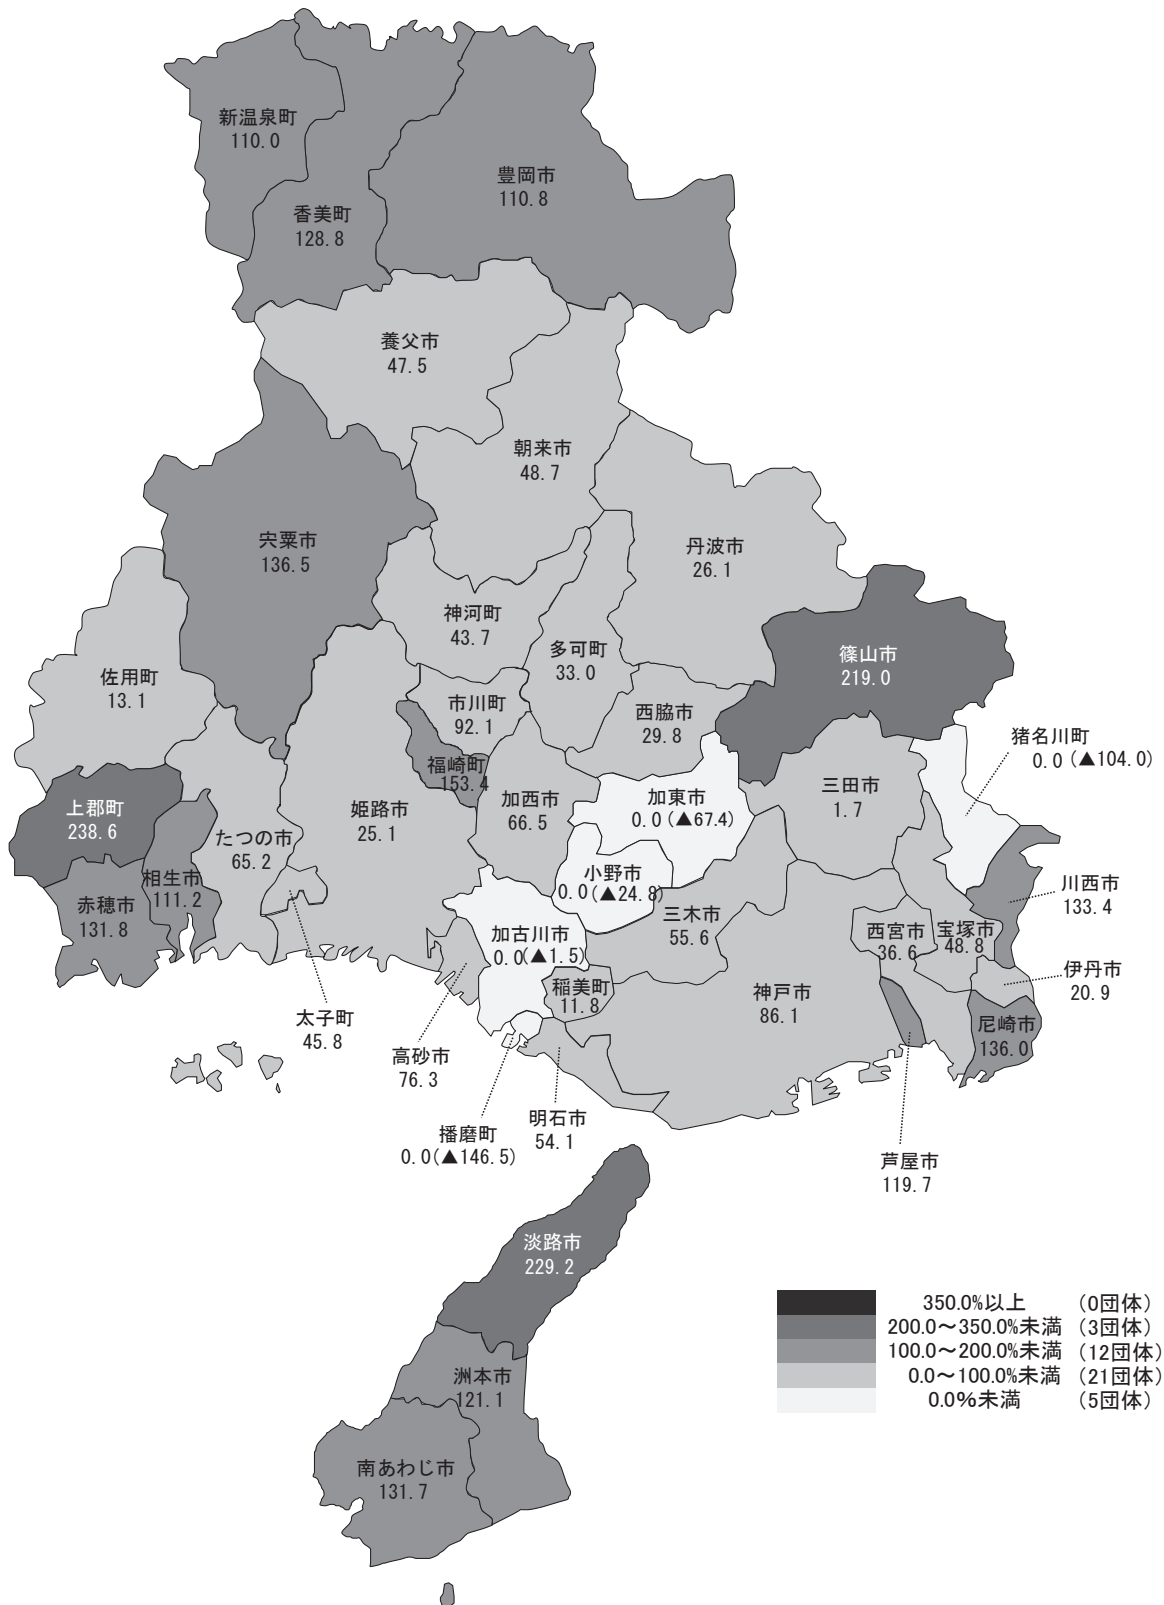 新温泉町
110.0
豊岡市
110.8
香美町
128.8
養父市
47.5
朝来市
48.7
宍粟市
136.5
丹波市
26.1
神河町
43.7
多可町
33.0
篠山市
219.0
佐用町
13.1
市川町
92.1
西脇市
29.8
猪名川町
0.0(▲104.0)
福崎町
153.4
三田市
1.7
上郡町
238.6
姫路市
25.1
加西市
66.5
加東市
0.0(▲67.4)
たつの市
65.2
相生市
111.2
小野市
0.0(▲24.8)
川西市
133.4
赤穂市
131.8
三木市
55.6
加古川市
0.0(▲1.5)
西宮市
36.6
宝塚市
48.8
稲美町
11.8
神戸市
86.1
伊丹市
20.9
太子町
45.8
尼崎市
136.0
高砂市
76.3
明石市
54.1
播磨町
0.0(▲146.5)
芦屋市
119.7
淡路市
229.2
350.0%以上 (0団体)
200.0～350.0%未満 (3団体)
100.0～200.0%未満 (12団体)
0.0～100.0%未満 (21団体)
0.0%未満 (5団体)
洲本市
121.1
南あわじ市
131.7